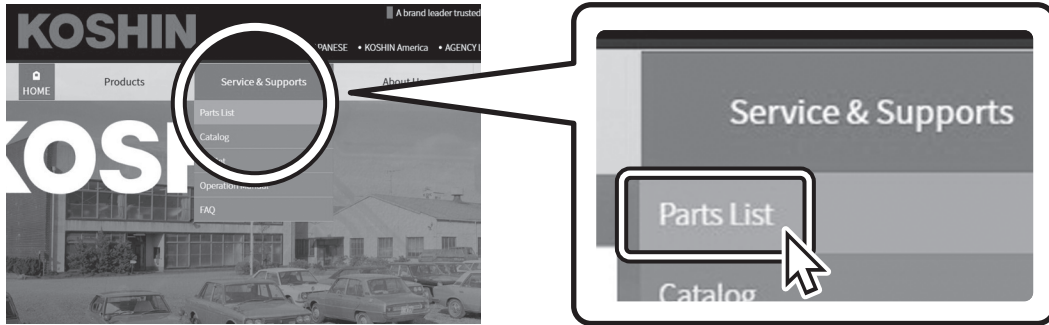 KOSHIN
A brand leader trusted
PANESE • KOSHIN America • AGENCY L
HOME
Products
Service & Supports
About U
Parts List
Catalog
Operation Manual
FAQ
KOSH
Service & Supports
Parts List
Catalog